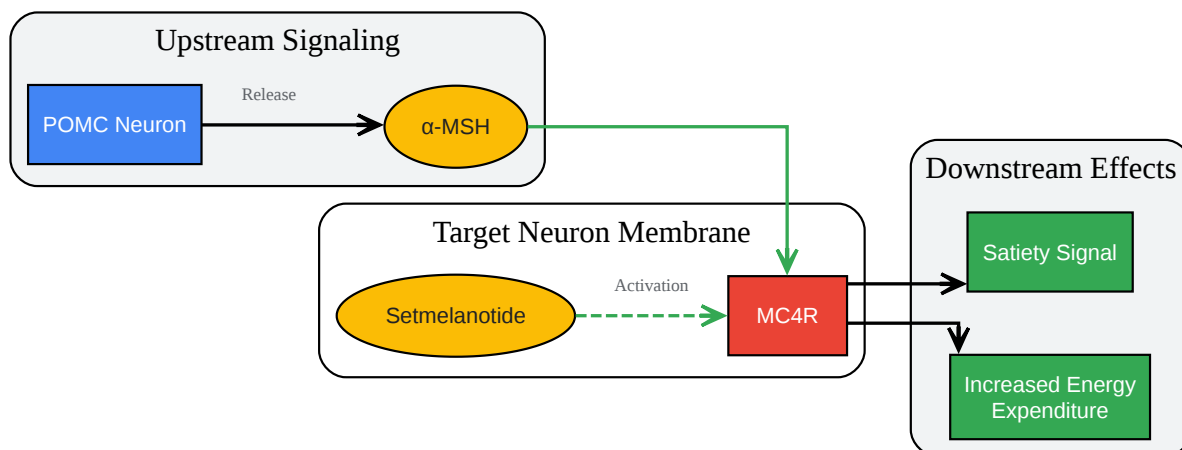 Upstream Signaling
POMC Neuron
Release
α-MSH
Target Neuron Membrane
Setmelanotide
Activation
MC4R
Downstream Effects
Satiety Signal
Increased Energy
Expenditure